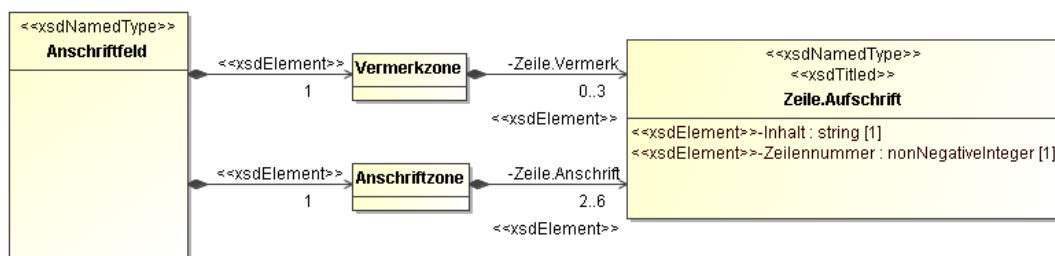 <<xsdNamedType>>
Anschriftfeld
<<xsdElement>>
1
Vermerkzone
-Zeile.Vermerk
0..3
<<xsdElement>>
<<xsdElement>>
1
Anschriftzone
-Zeile.Anschrift
2..6
<<xsdElement>>
<<xsdNamedType>>
<<xsdTitled>>
Zeile.Aufschrift
<<xsdElement>>-Inhalt : string [1]
<<xsdElement>>-Zeilennummer : nonNegativeInteger [1]